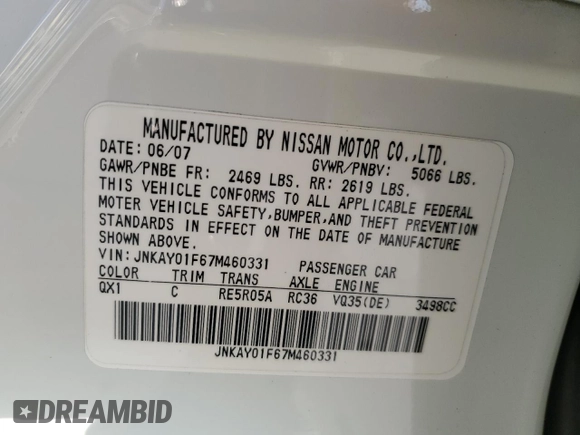 MANUFACTURED BY NISSAN MOTOR CO.,LTD.
DATE: 06/07 GVWR/PNBV: 5066 LBS.
GAWR/PNBE FR: 2469 LBS. RR: 2619 LBS.
THIS VEHICLE CONFORMS TO ALL APPLICABLE FEDERAL
MOTER VEHICLE SAFETY,BUMPER,AND THEFT PREVENTION
STANDARDS IN EFFECT ON THE DATE OF MANUFACTURE
SHOWN ABOVE.
VIN: JNKAY01F67M460331 PASSENGER CAR
COLOR TRIM TRANS AXLE ENGINE
QX1 C RE5R05A RC36 VQ35(DE) 3498CC
JNKAY01F67M460331
DREAMBID